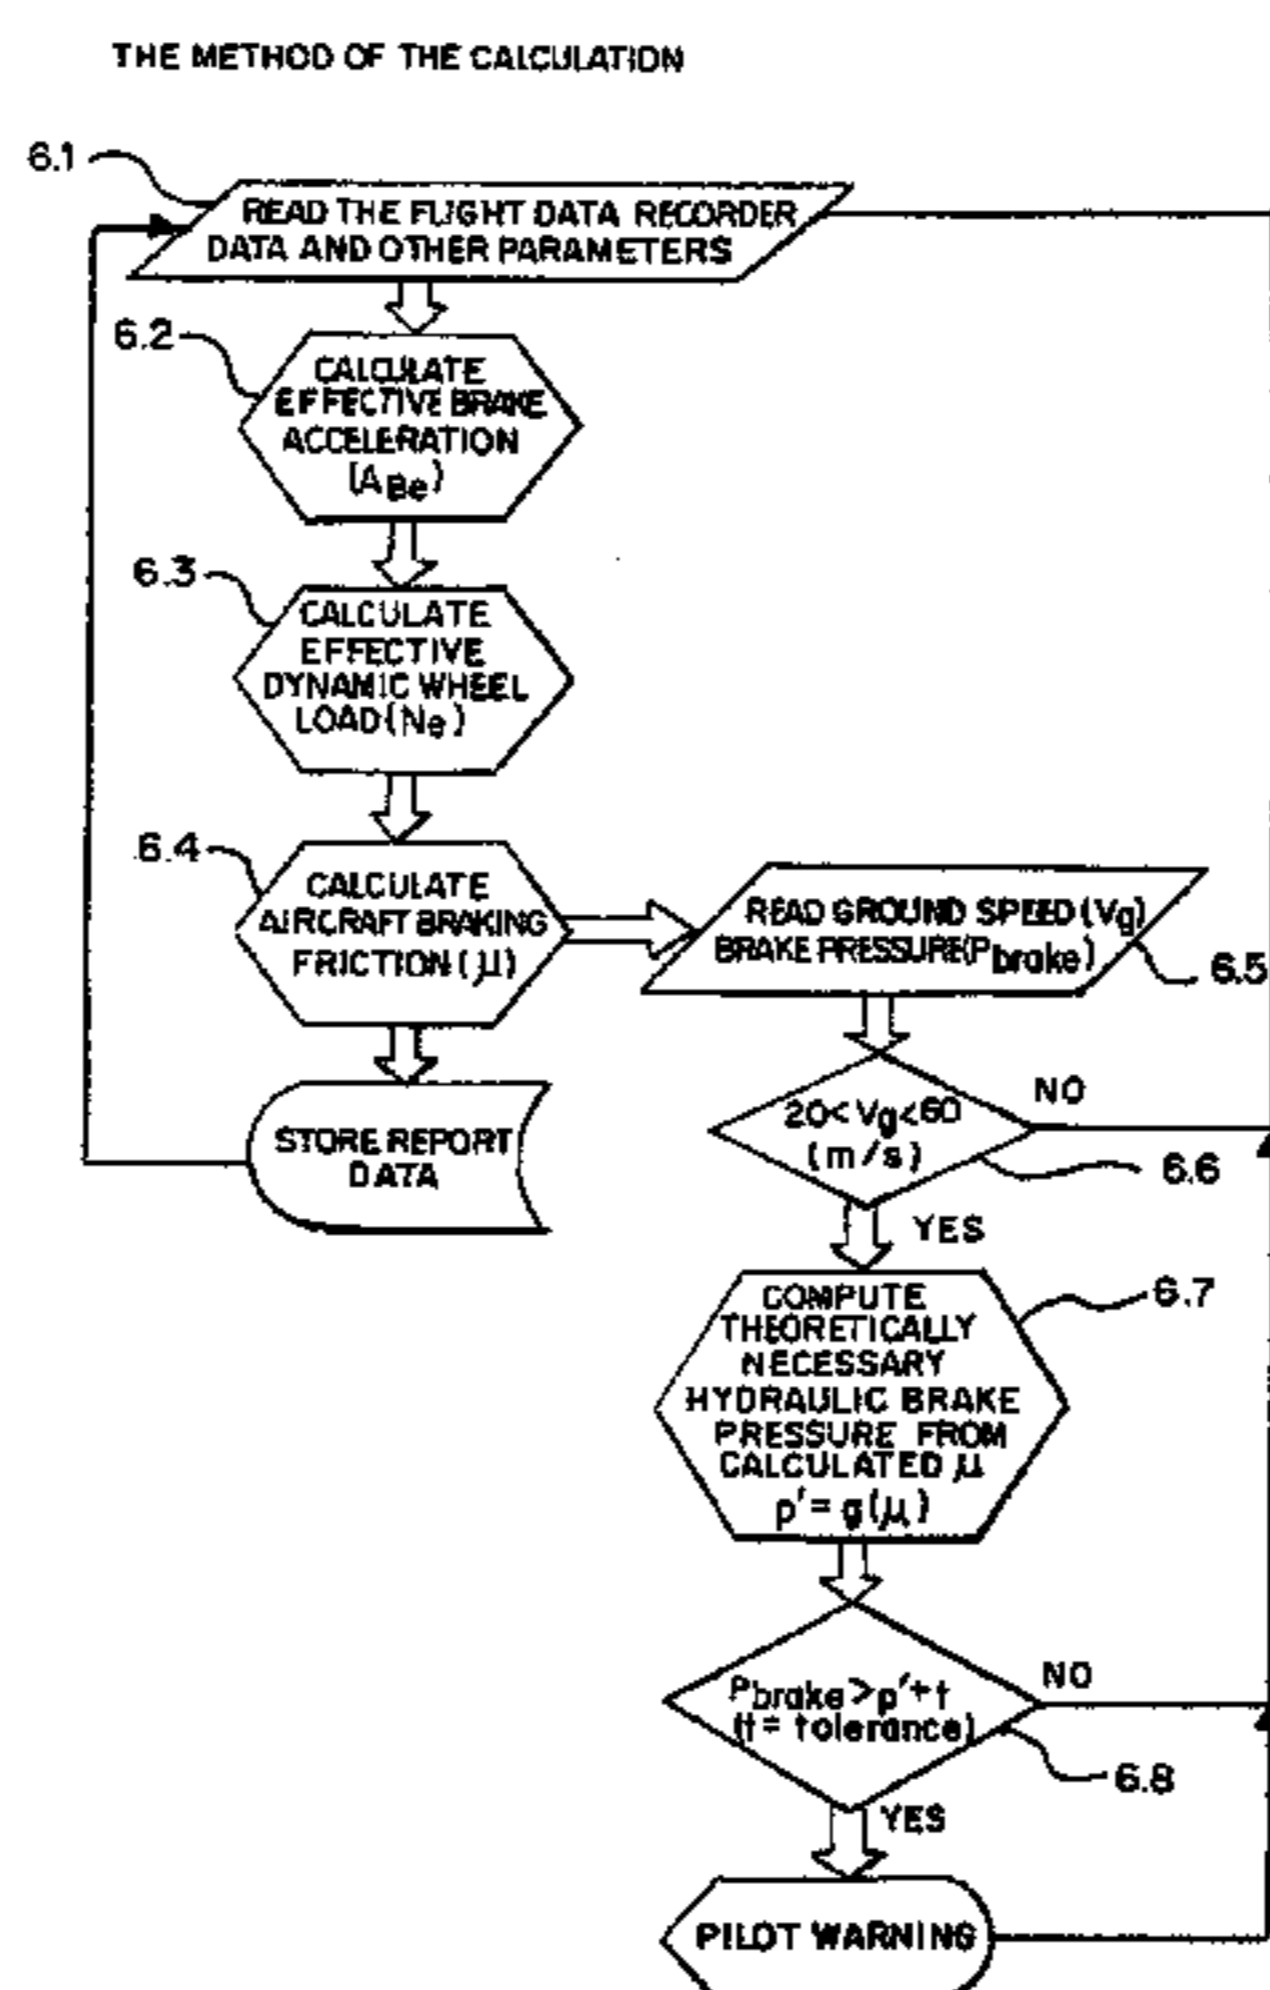 THE METHOD OF THE CALCULATION
6.1
READ THE FLIGHT DATA RECORDER
DATA AND OTHER PARAMETERS
6.2
CALCULATE
EFFECTIVE BRAKE
ACCELERATION
(ABe)
6.3
CALCULATE
EFFECTIVE
DYNAMIC WHEEL
LOAD (Ne)
6.4
CALCULATE
AIRCRAFT BRAKING
FRICTION (μ)
STORE REPORT
DATA
READ GROUND SPEED (Vg)
BRAKE PRESSURE (Pbrake)
6.5
20<Vg<60
(m/s)
NO
6.6
YES
COMPUTE
THEORETICALLY
NECESSARY
HYDRAULIC BRAKE
PRESSURE FROM
CALCULATED μ
p' = g(μ)
6.7
Pbrake>p'+t
(t = tolerance)
NO
6.8
YES
PILOT WARNING